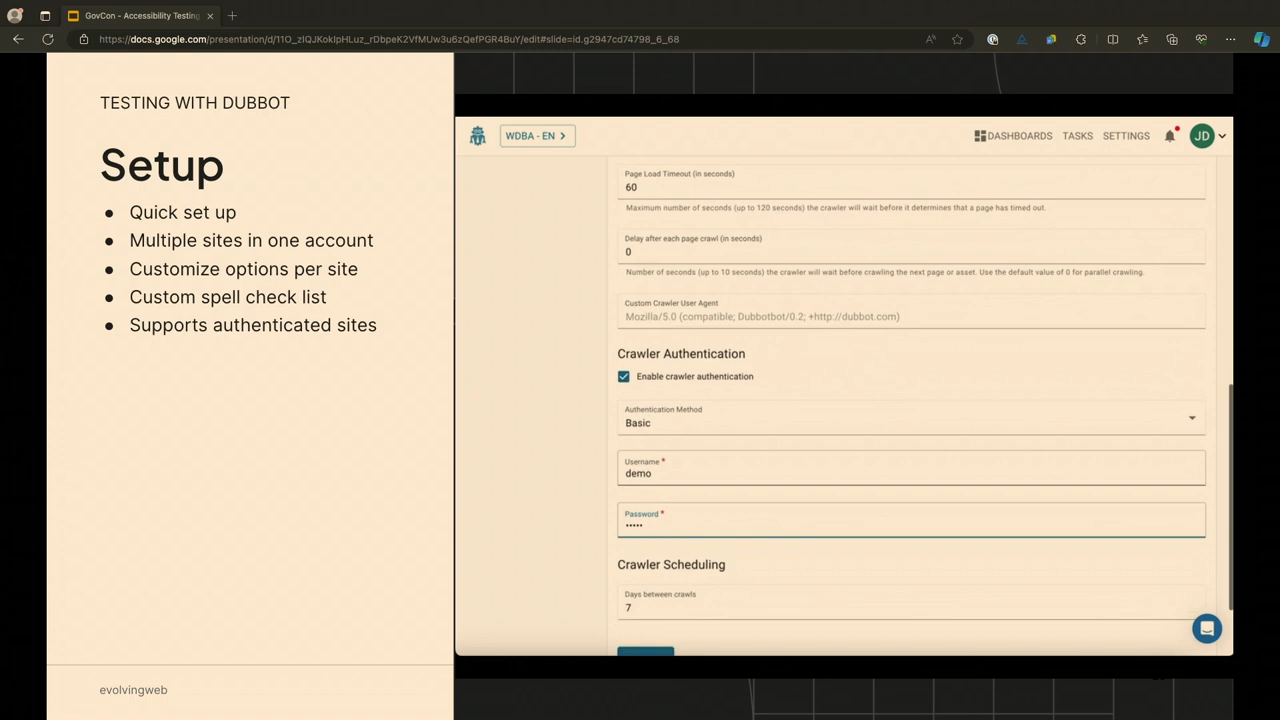 GovCon - Accessibility Testing
https://docs.google.com/presentation/d/11O_zIQJKokIpHLuz_rDbpeK2VfMUw3u6zQefPGR4BuY/edit#slide=id.g2947cd74798_6_68
TESTING WITH DUBBOT
Setup
● Quick set up
● Multiple sites in one account
● Customize options per site
● Custom spell check list
● Supports authenticated sites
evolvingweb
WDBA - EN
DASHBOARDS TASKS SETTINGS JD
Page Load Timeout (in seconds)
60
Maximum number of seconds (up to 120 seconds) the crawler will wait before it determines that a page has timed out.
Delay after each page crawl (in seconds)
0
Number of seconds (up to 10 seconds) the crawler will wait before crawling the next page or asset. Use the default value of 0 for parallel crawling.
Custom Crawler User Agent
Mozilla/5.0 (compatible; Dubbotbot/0.2; +http://dubbot.com)
Crawler Authentication
Enable crawler authentication
Authentication Method
Basic
Username *
demo
Password *
•••••
Crawler Scheduling
Days between crawls
7